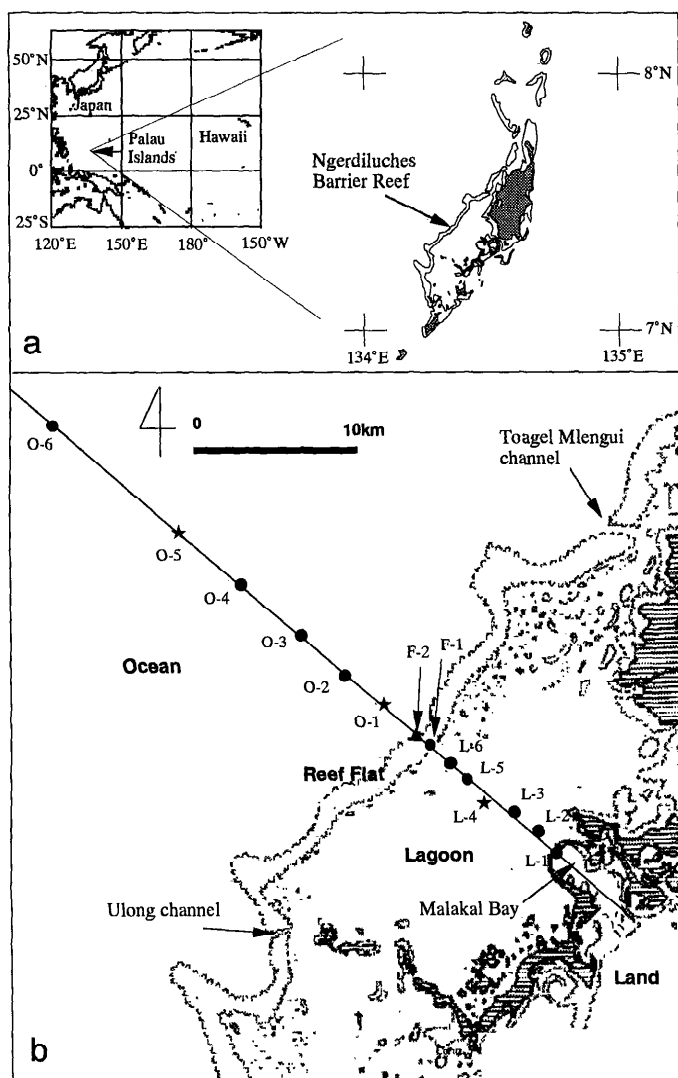 50°N
25°N
0°
25°S
120°E
150°E
180°
150°W
Japan
Palau
Islands
Hawaii
a
8°N
Ngerdiluches
Barrier Reef
7°N
134°E
135°E
0
10km
Toagel Mlengui
channel
O-6
O-5
O-4
O-3
O-2
O-1
Ocean
F-2
F-1
Reef Flat
L-6
L-5
L-4
L-3
L-2
L-1
Lagoon
Malakal Bay
Ulong channel
Land
b